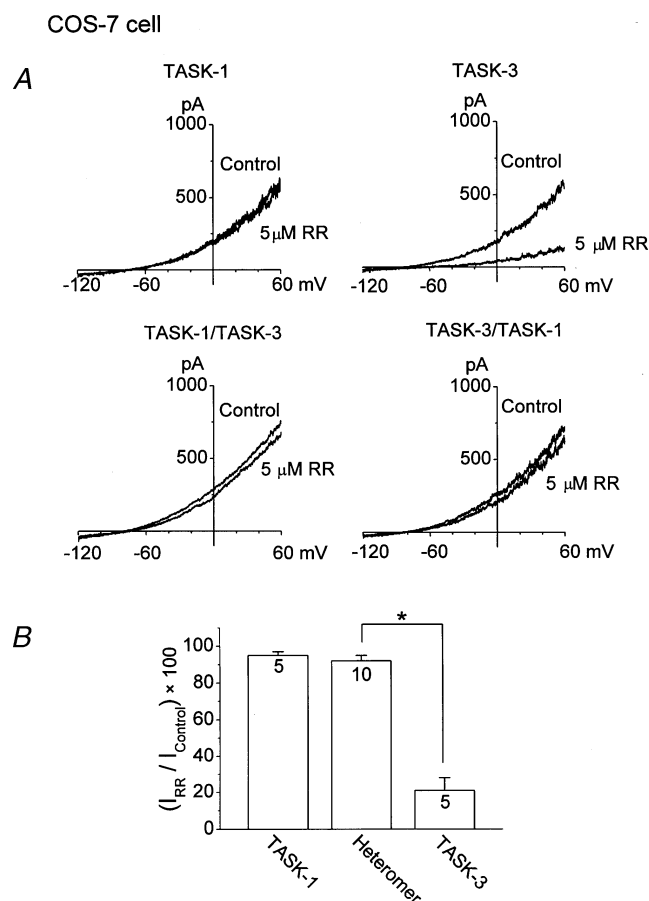 COS-7 cell
A
TASK-1
pA
1000
500
Control
5 µM RR
-120
-60
60 mV
TASK-3
pA
1000
500
Control
5 µM RR
-120
-60
60 mV
TASK-1/TASK-3
pA
1000
500
Control
5 µM RR
-120
-60
60 mV
TASK-3/TASK-1
pA
1000
500
Control
5 µM RR
-120
-60
60 mV
B
(I_RR / I_Control) × 100
100
80
60
40
20
0
*
5
10
5
TASK-1
Heteromer
TASK-3